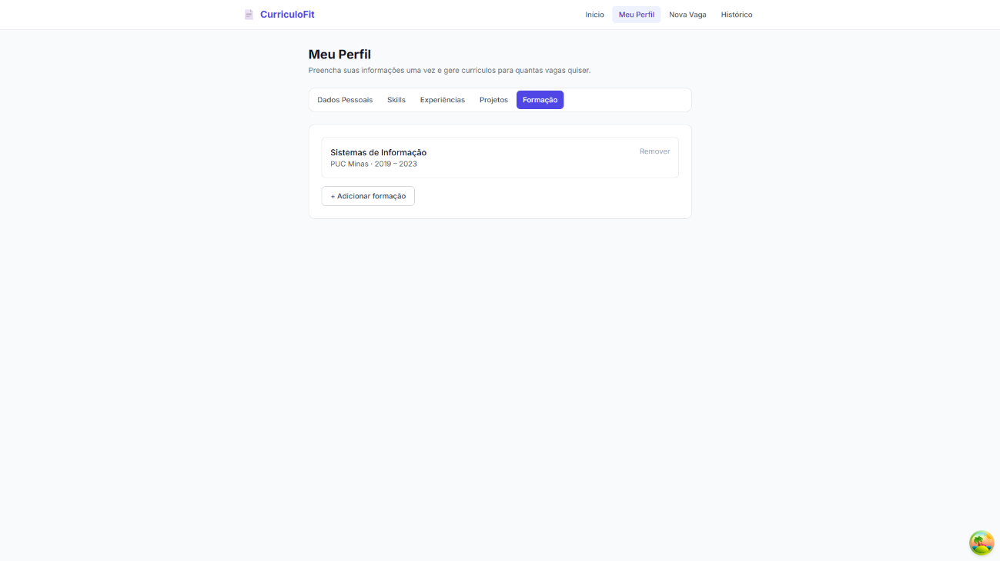 CurriculoFit
Início
Meu Perfil
Nova Vaga
Histórico
Meu Perfil
Preencha suas informações uma vez e gere currículos para quantas vagas quiser.
Dados Pessoais
Skills
Experiências
Projetos
Formação
Sistemas de Informação
Remover
PUC Minas · 2019 – 2023
+ Adicionar formação